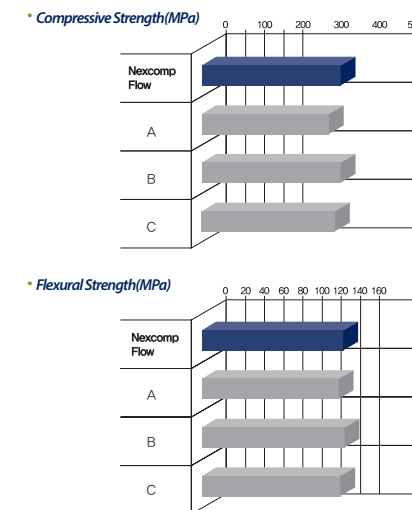 • Compressive Strength(MPa)
0 100 200 300 400
Nexcomp
Flow
A
B
C
• Flexural Strength(MPa)
0 20 40 60 80 100 120 140 160
Nexcomp
Flow
A
B
C